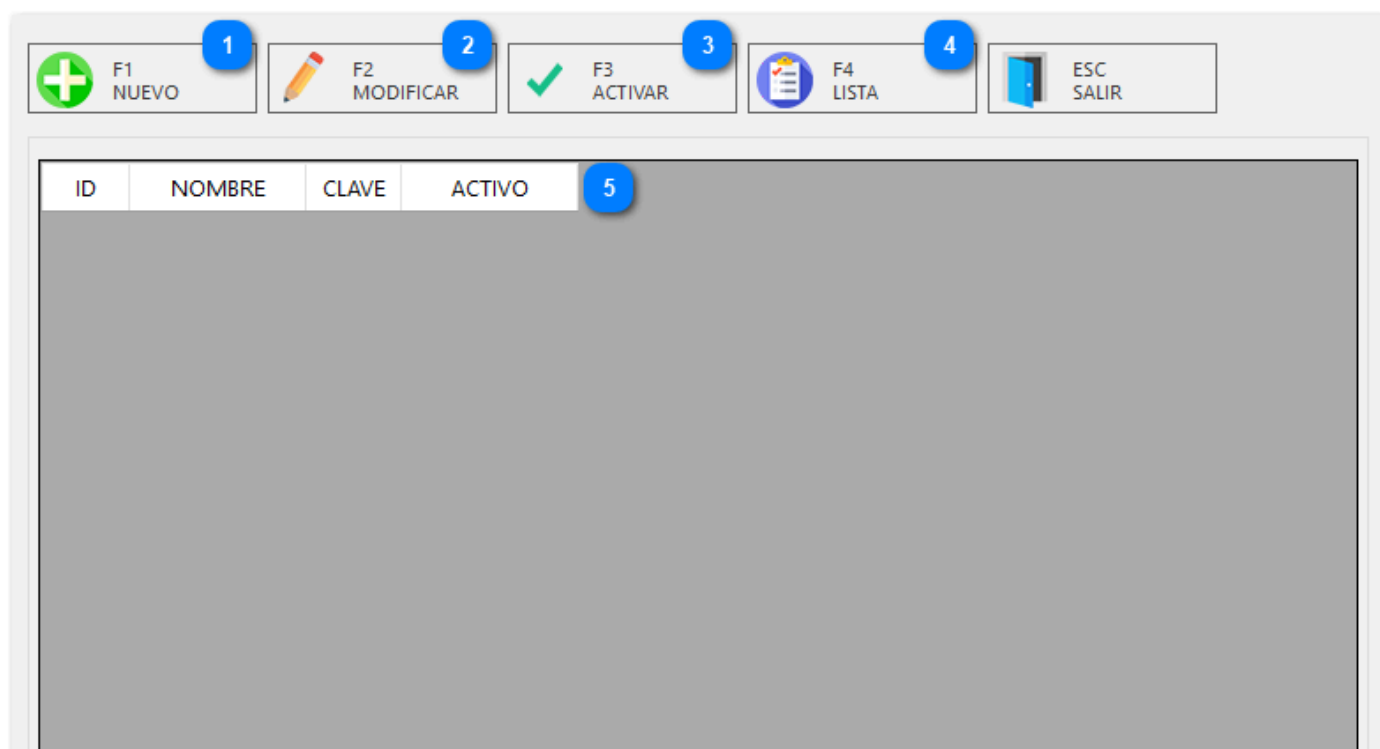 1 2 3 4
F1 F2 F3 F4 ESC
NUEVO MODIFICAR ACTIVAR LISTA SALIR
ID NOMBRE CLAVE ACTIVO 5